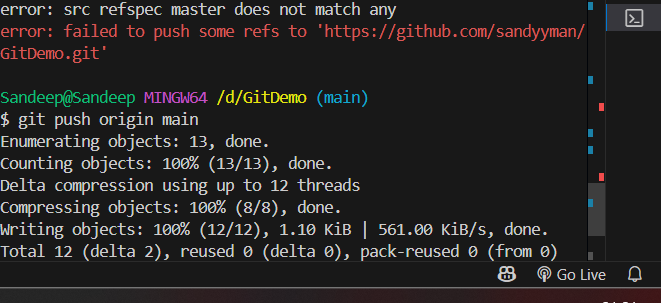 error: src refspec master does not match any
error: failed to push some refs to 'https://github.com/sandyyman/
GitDemo.git'
Sandeep@Sandeep MINGW64 /d/GitDemo (main)
$ git push origin main
Enumerating objects: 13, done.
Counting objects: 100% (13/13), done.
Delta compression using up to 12 threads
Compressing objects: 100% (8/8), done.
Writing objects: 100% (12/12), 1.10 KiB | 561.00 KiB/s, done.
Total 12 (delta 2), reused 0 (delta 0), pack-reused 0 (from 0)
Go Live